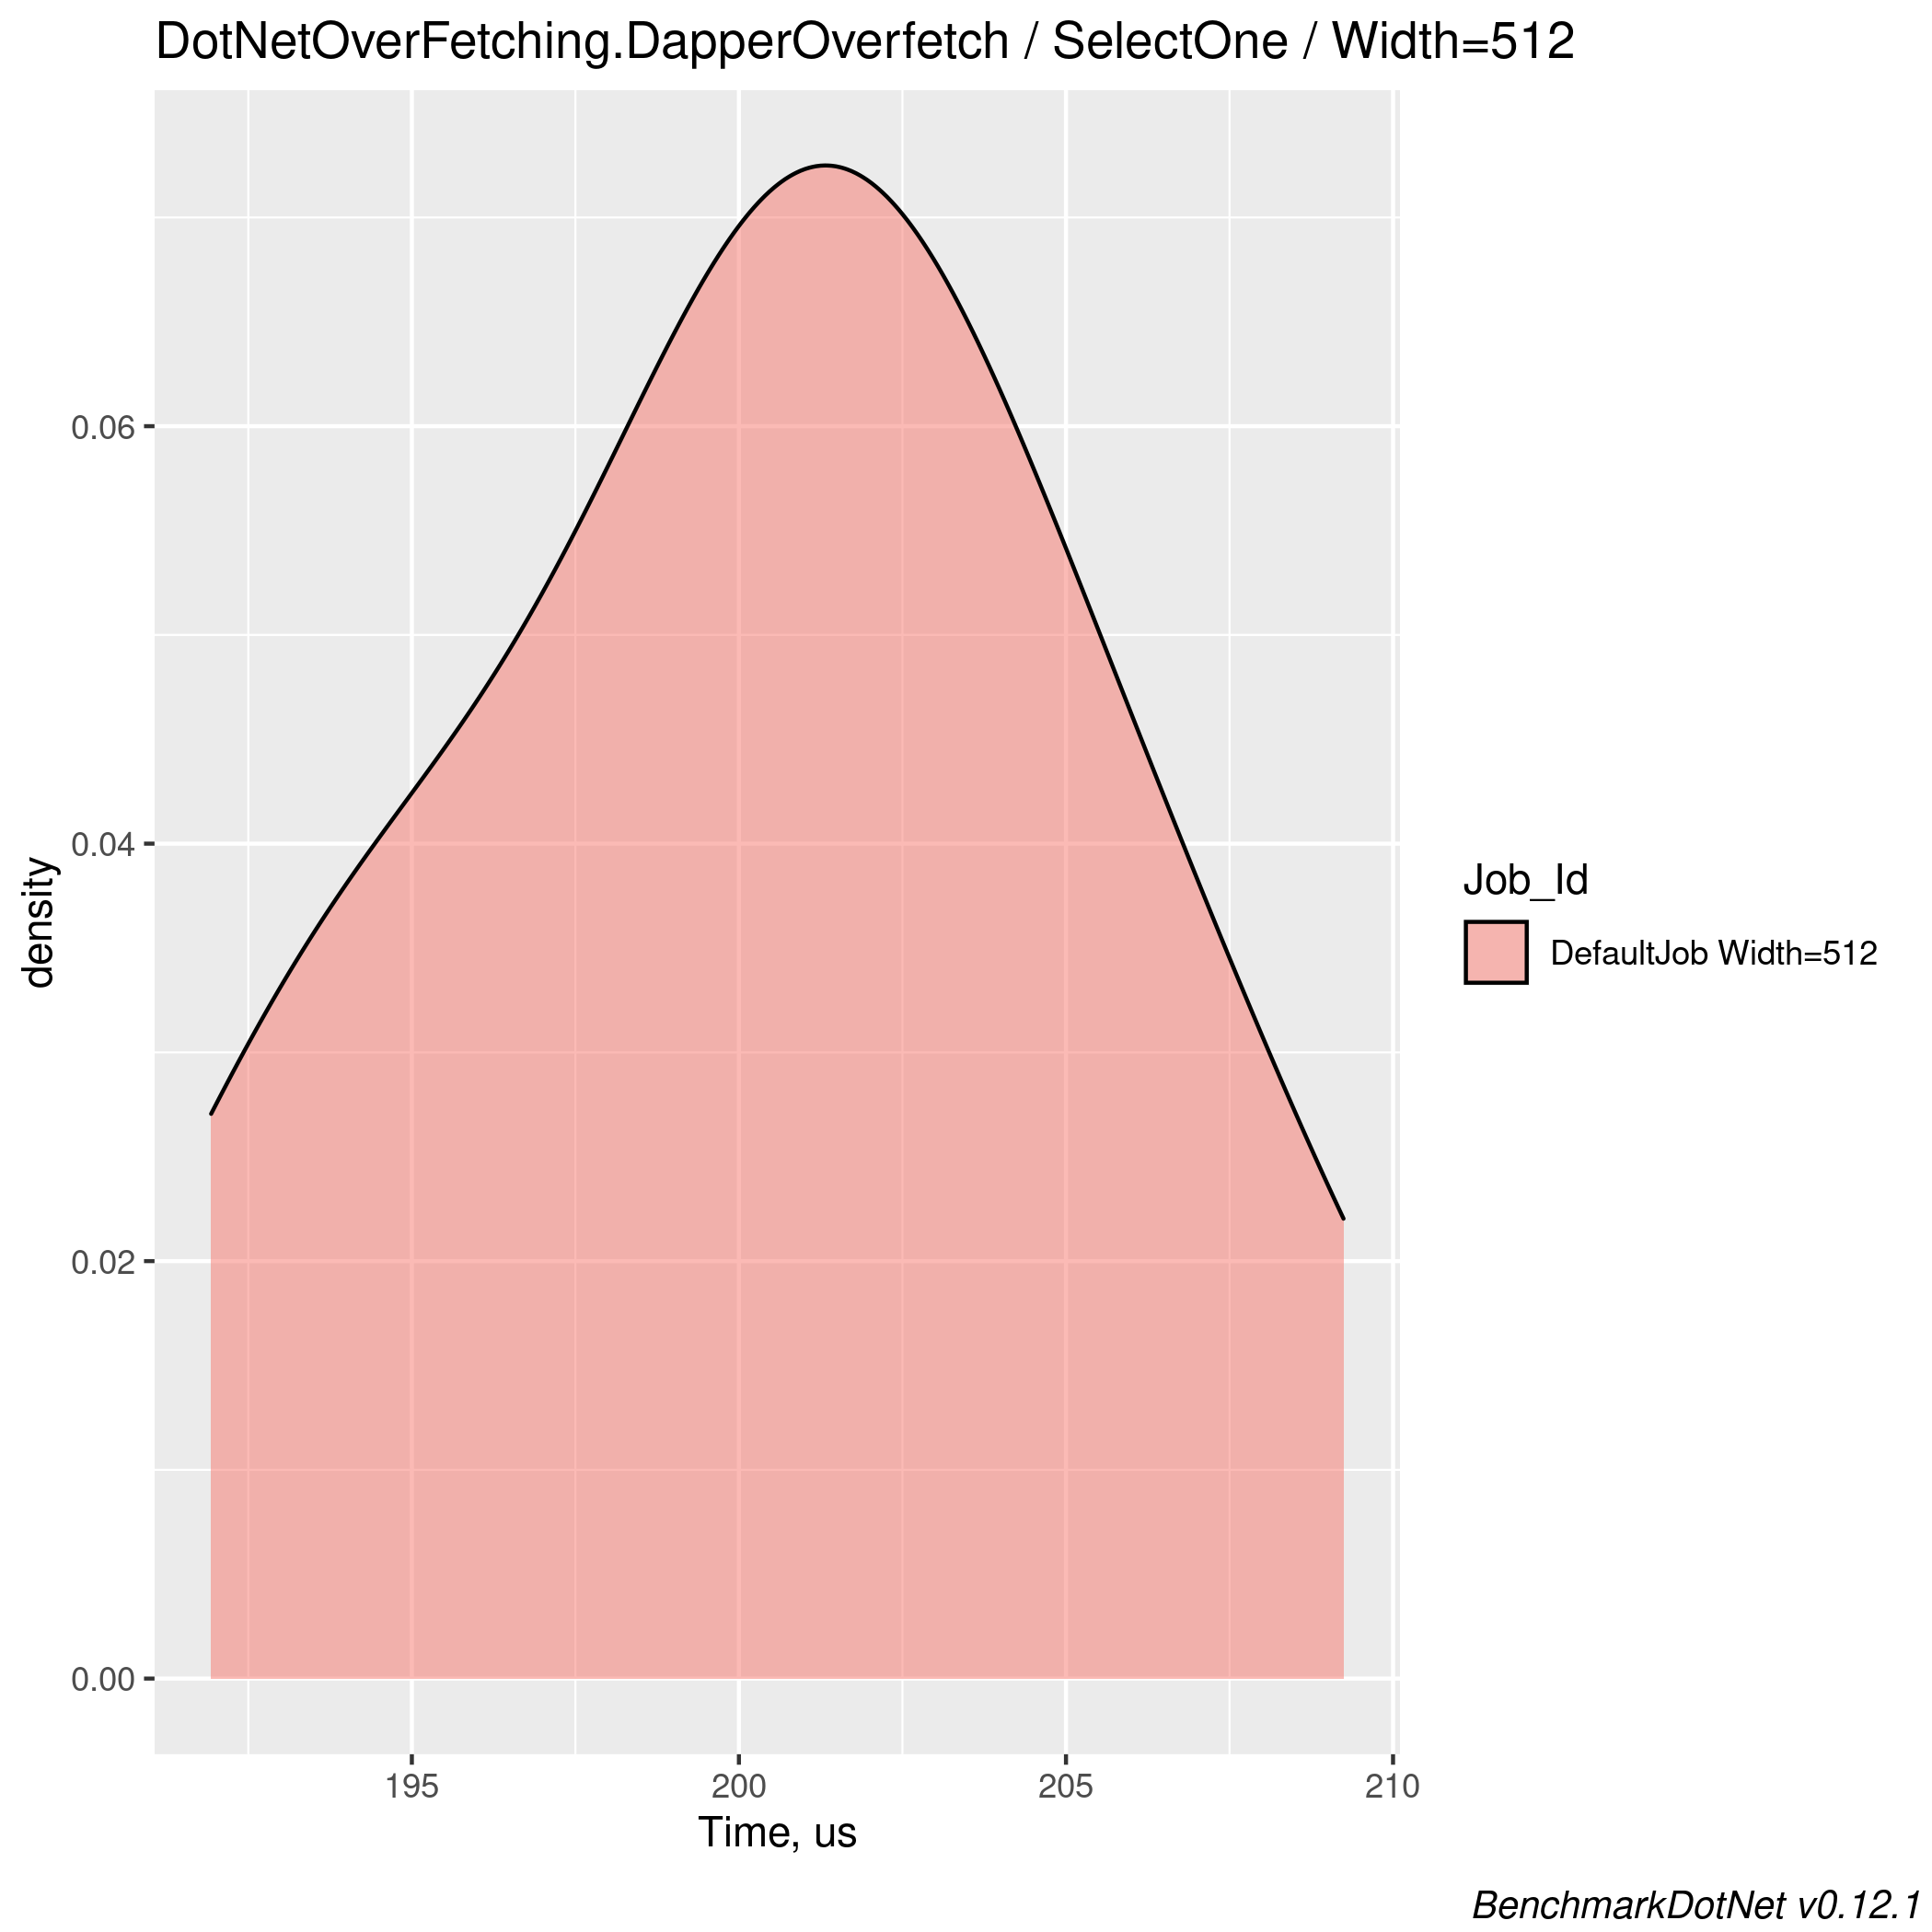 DotNetOverFetching.DapperOverfetch / SelectOne / Width=512
density
0.06
0.04
0.02
0.00
195 200 205 210
Time, us
Job_Id
DefaultJob Width=512
BenchmarkDotNet v0.12.1